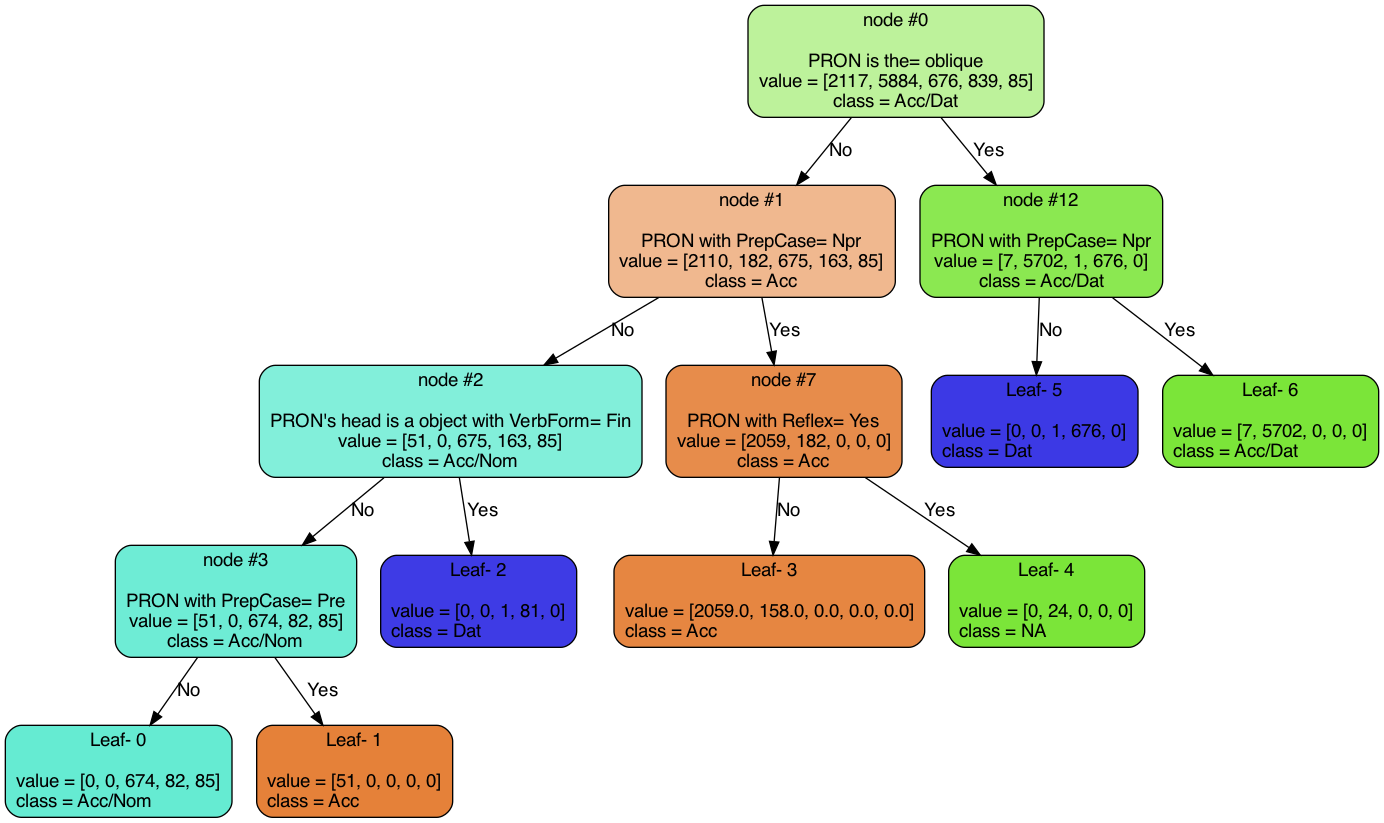 node #0
PRON is the= oblique
value = [2117, 5884, 676, 839, 85]
class = Acc/Dat
No
Yes
node #1
PRON with PrepCase= Npr
value = [2110, 182, 675, 163, 85]
class = Acc
node #12
PRON with PrepCase= Npr
value = [7, 5702, 1, 676, 0]
class = Acc/Dat
No
Yes
No
Yes
node #2
PRON's head is a object with VerbForm= Fin
value = [51, 0, 675, 163, 85]
class = Acc/Nom
node #7
PRON with Reflex= Yes
value = [2059, 182, 0, 0, 0]
class = Acc
Leaf- 5
value = [0, 0, 1, 676, 0]
class = Dat
Leaf- 6
value = [7, 5702, 0, 0, 0]
class = Acc/Dat
No
Yes
No
Yes
node #3
PRON with PrepCase= Pre
value = [51, 0, 674, 82, 85]
class = Acc/Nom
Leaf- 2
value = [0, 0, 1, 81, 0]
class = Dat
Leaf- 3
value = [2059.0, 158.0, 0.0, 0.0, 0.0]
class = Acc
Leaf- 4
value = [0, 24, 0, 0, 0]
class = NA
No
Yes
Leaf- 0
value = [0, 0, 674, 82, 85]
class = Acc/Nom
Leaf- 1
value = [51, 0, 0, 0, 0]
class = Acc